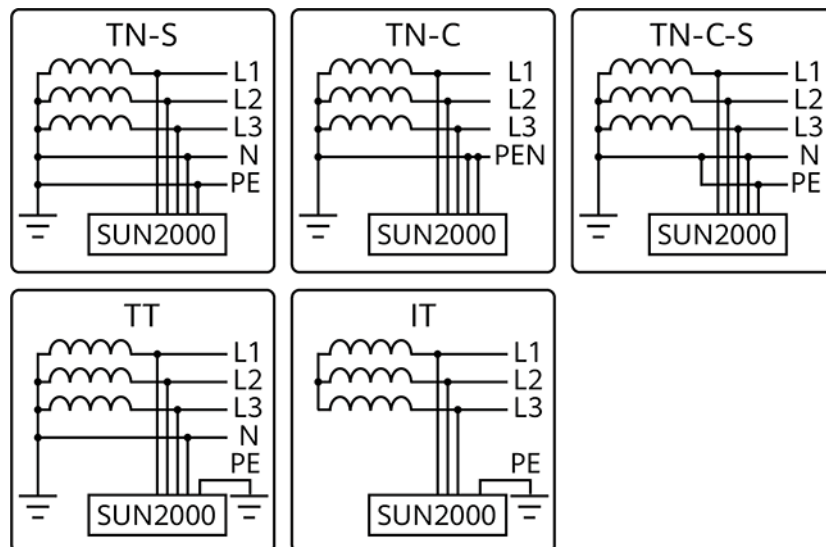 TN-S
L1
L2
L3
N
PE
SUN2000
TN-C
L1
L2
L3
PEN
SUN2000
TN-C-S
L1
L2
L3
N
PE
SUN2000
TT
L1
L2
L3
N
PE
SUN2000
IT
L1
L2
L3
PE
SUN2000